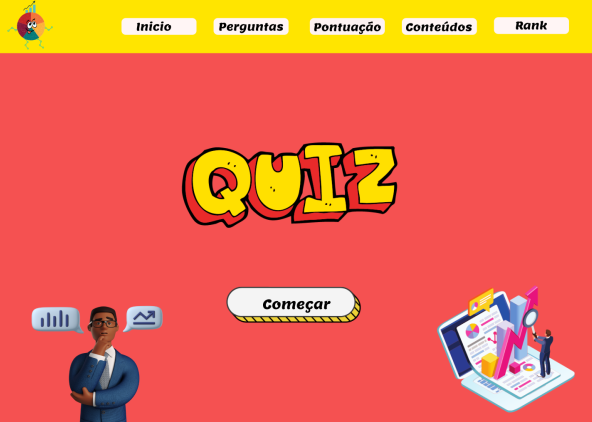 Inicio
Perguntas
Pontuação
Conteúdos
Rank
QUIZ
Começar